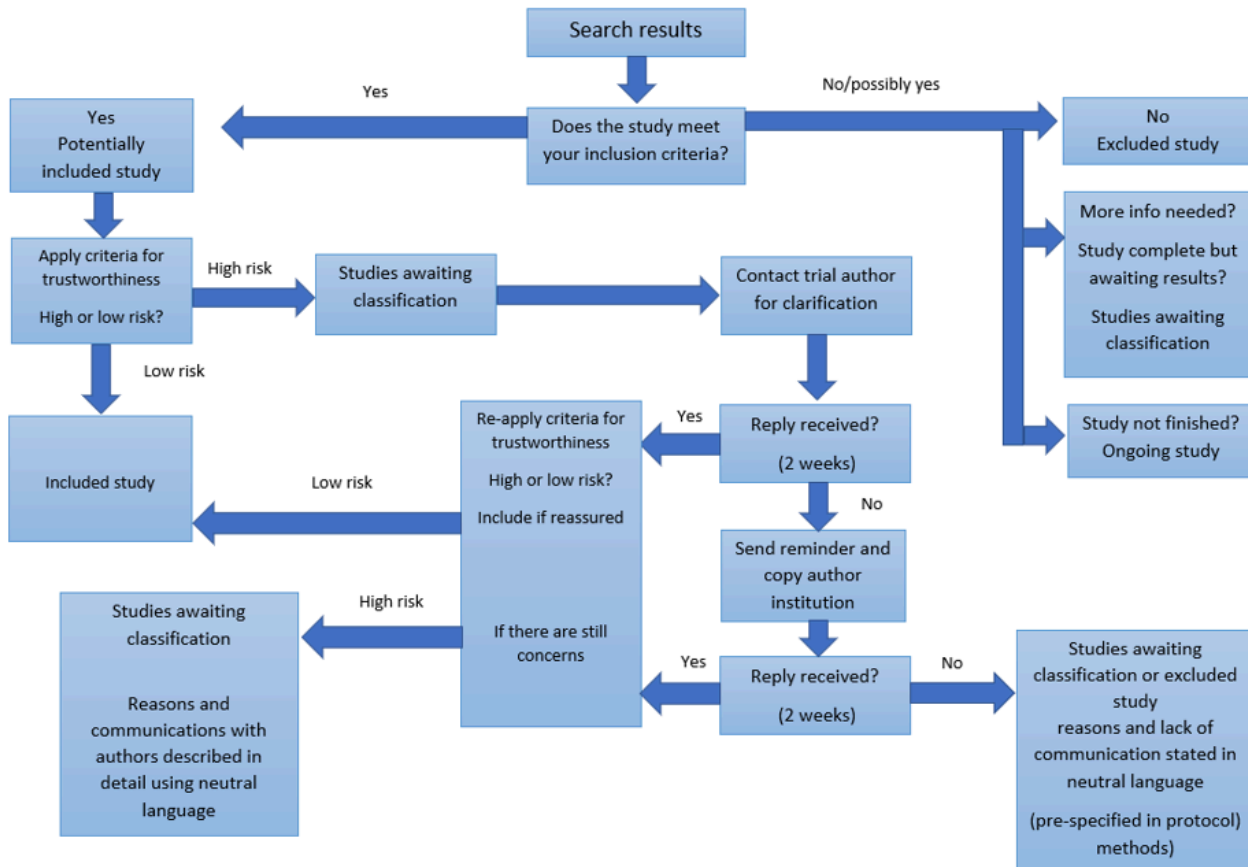 Search results
Yes
No/possibly yes
Yes
Potentially
included study
Does the study meet
your inclusion criteria?
No
Excluded study
More info needed?
Study complete but
awaiting results?
Studies awaiting
classification
Apply criteria for
trustworthiness
High or low risk?
High risk
Studies awaiting
classification
Contact trial author
for clarification
Low risk
Study not finished?
Ongoing study
Included study
Low risk
Re-apply criteria for
trustworthiness
High or low risk?
Include if reassured
If there are still
concerns
Yes
Reply received?
(2 weeks)
No
Send reminder and
copy author
institution
High risk
Studies awaiting
classification
Reasons and
communications with
authors described in
detail using neutral
language
Yes
Reply received?
(2 weeks)
No
Studies awaiting
classification or excluded
study
reasons and lack of
communication stated in
neutral language
(pre-specified in protocol)
methods)